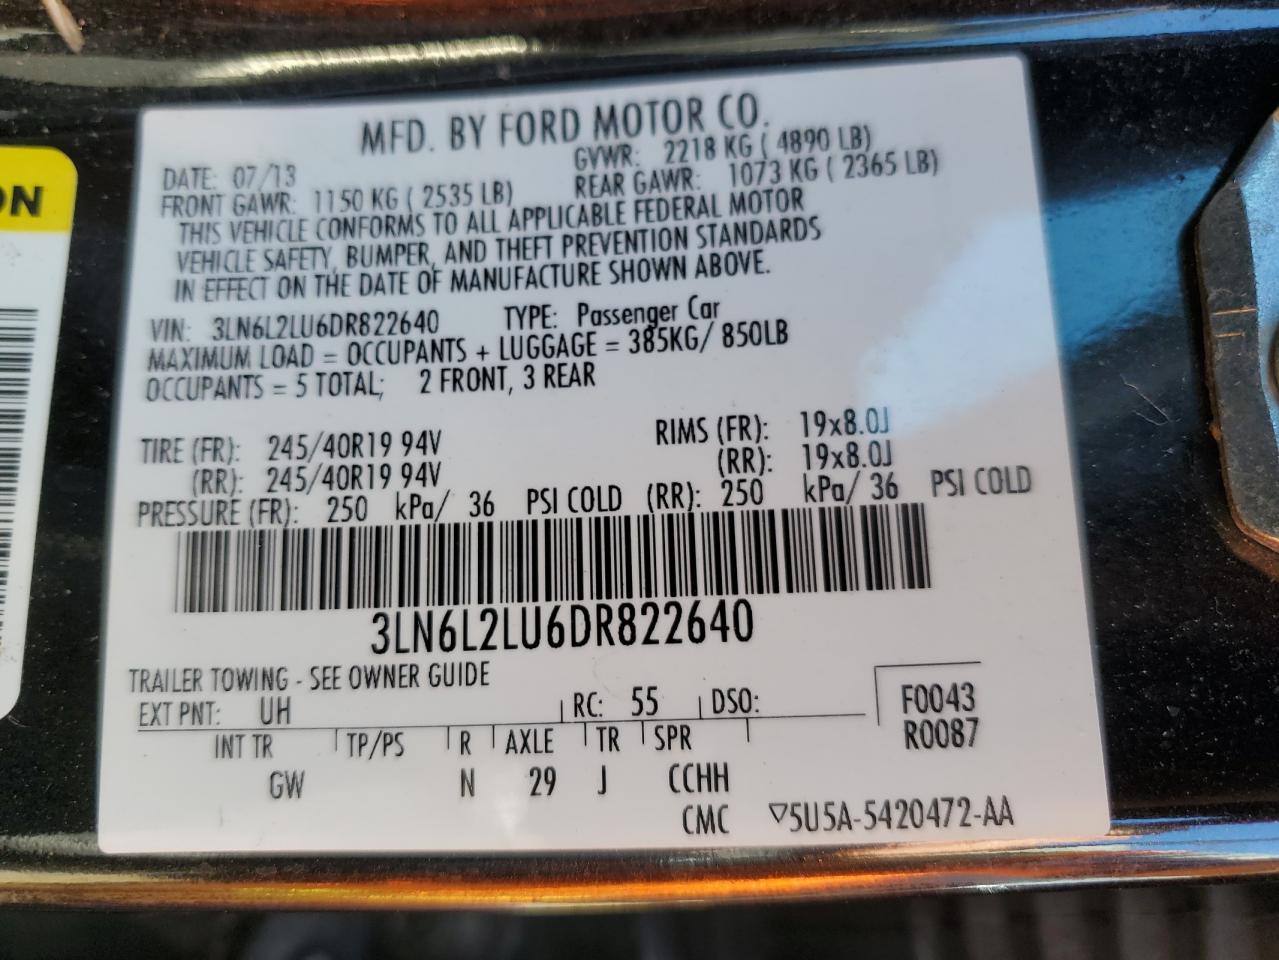 ON
MFD. BY FORD MOTOR CO.
DATE: 07/13 GVWR: 2218 KG ( 4890 LB)
FRONT GAWR: 1150 KG ( 2535 LB) REAR GAWR: 1073 KG ( 2365 LB)
THIS VEHICLE CONFORMS TO ALL APPLICABLE FEDERAL MOTOR
VEHICLE SAFETY, BUMPER, AND THEFT PREVENTION STANDARDS
IN EFFECT ON THE DATE OF MANUFACTURE SHOWN ABOVE.
VIN: 3LN6L2LU6DR822640 TYPE: Passenger Car
MAXIMUM LOAD = OCCUPANTS + LUGGAGE = 385KG/ 850LB
OCCUPANTS = 5 TOTAL; 2 FRONT, 3 REAR
TIRE (FR): 245/40R19 94V RIMS (FR): 19x8.0J
(RR): 245/40R19 94V (RR): 19x8.0J
PRESSURE (FR): 250 kPa/ 36 PSI COLD (RR): 250 kPa/ 36 PSI COLD
3LN6L2LU6DR822640
TRAILER TOWING - SEE OWNER GUIDE
EXT PNT: UH RC: 55 DSO: F0043
INT TR TP/PS R AXLE TR SPR R0087
GW N 29 J CCHH
CMC ▽5U5A-5420472-AA